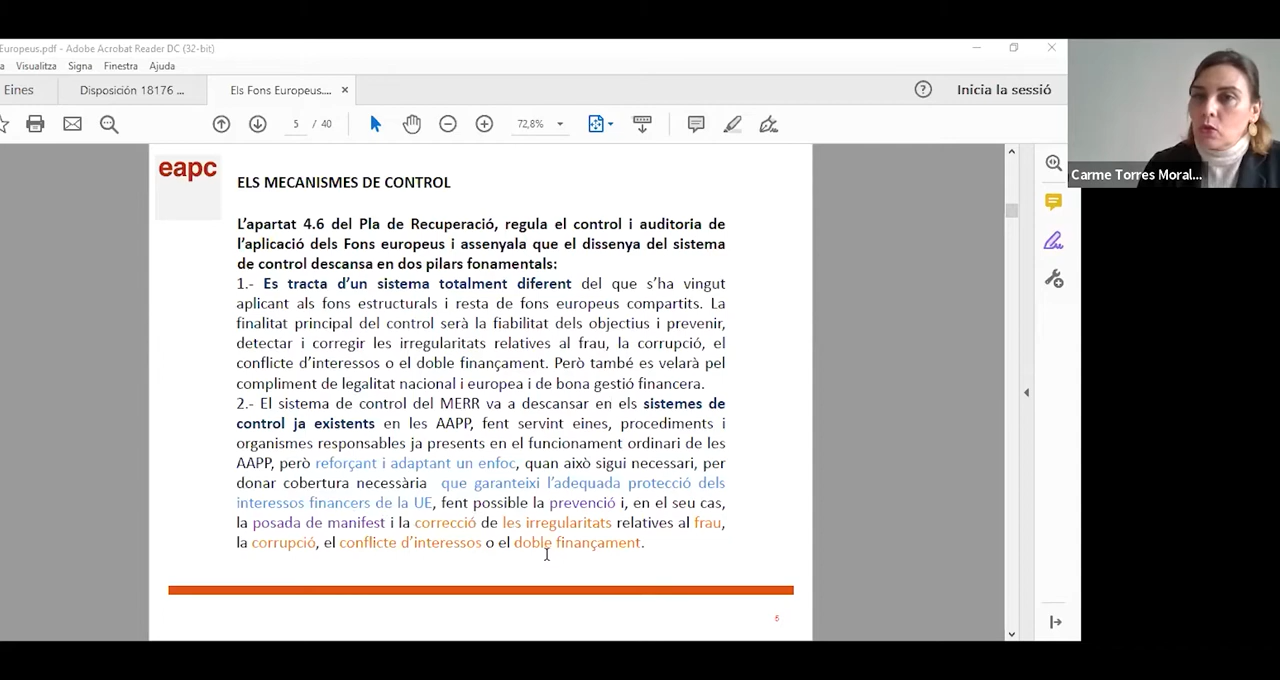 Europeus.pdf - Adobe Acrobat Reader DC (32-bit)
a Visualitza Signa Finestra Ajuda
Eines
Disposición 18176 ...
Els Fons Europeus....
Inicia la sessió
5 / 40
72,8%
Carme Torres Moral...
eapc
ELS MECANISMES DE CONTROL
L’apartat 4.6 del Pla de Recuperació, regula el control i auditoria de
l’aplicació dels Fons europeus i assenyala que el dissenya del sistema
de control descansa en dos pilars fonamentals:
1.- Es tracta d’un sistema totalment diferent del que s’ha vingut
aplicant als fons estructurals i resta de fons europeus compartits. La
finalitat principal del control serà la fiabilitat dels objectius i prevenir,
detectar i corregir les irregularitats relatives al frau, la corrupció, el
conflicte d’interessos o el doble finançament. Però també es velarà pel
compliment de legalitat nacional i europea i de bona gestió financera.
2.- El sistema de control del MERR va a descansar en els sistemes de
control ja existents en les AAPP, fent servint eines, procediments i
organismes responsables ja presents en el funcionament ordinari de les
AAPP, però reforçant i adaptant un enfoc, quan això sigui necessari, per
donar cobertura necessària que garanteixi l’adequada protecció dels
interessos financers de la UE, fent possible la prevenció i, en el seu cas,
la posada de manifest i la correcció de les irregularitats relatives al frau,
la corrupció, el conflicte d’interessos o el doble finançament.
5